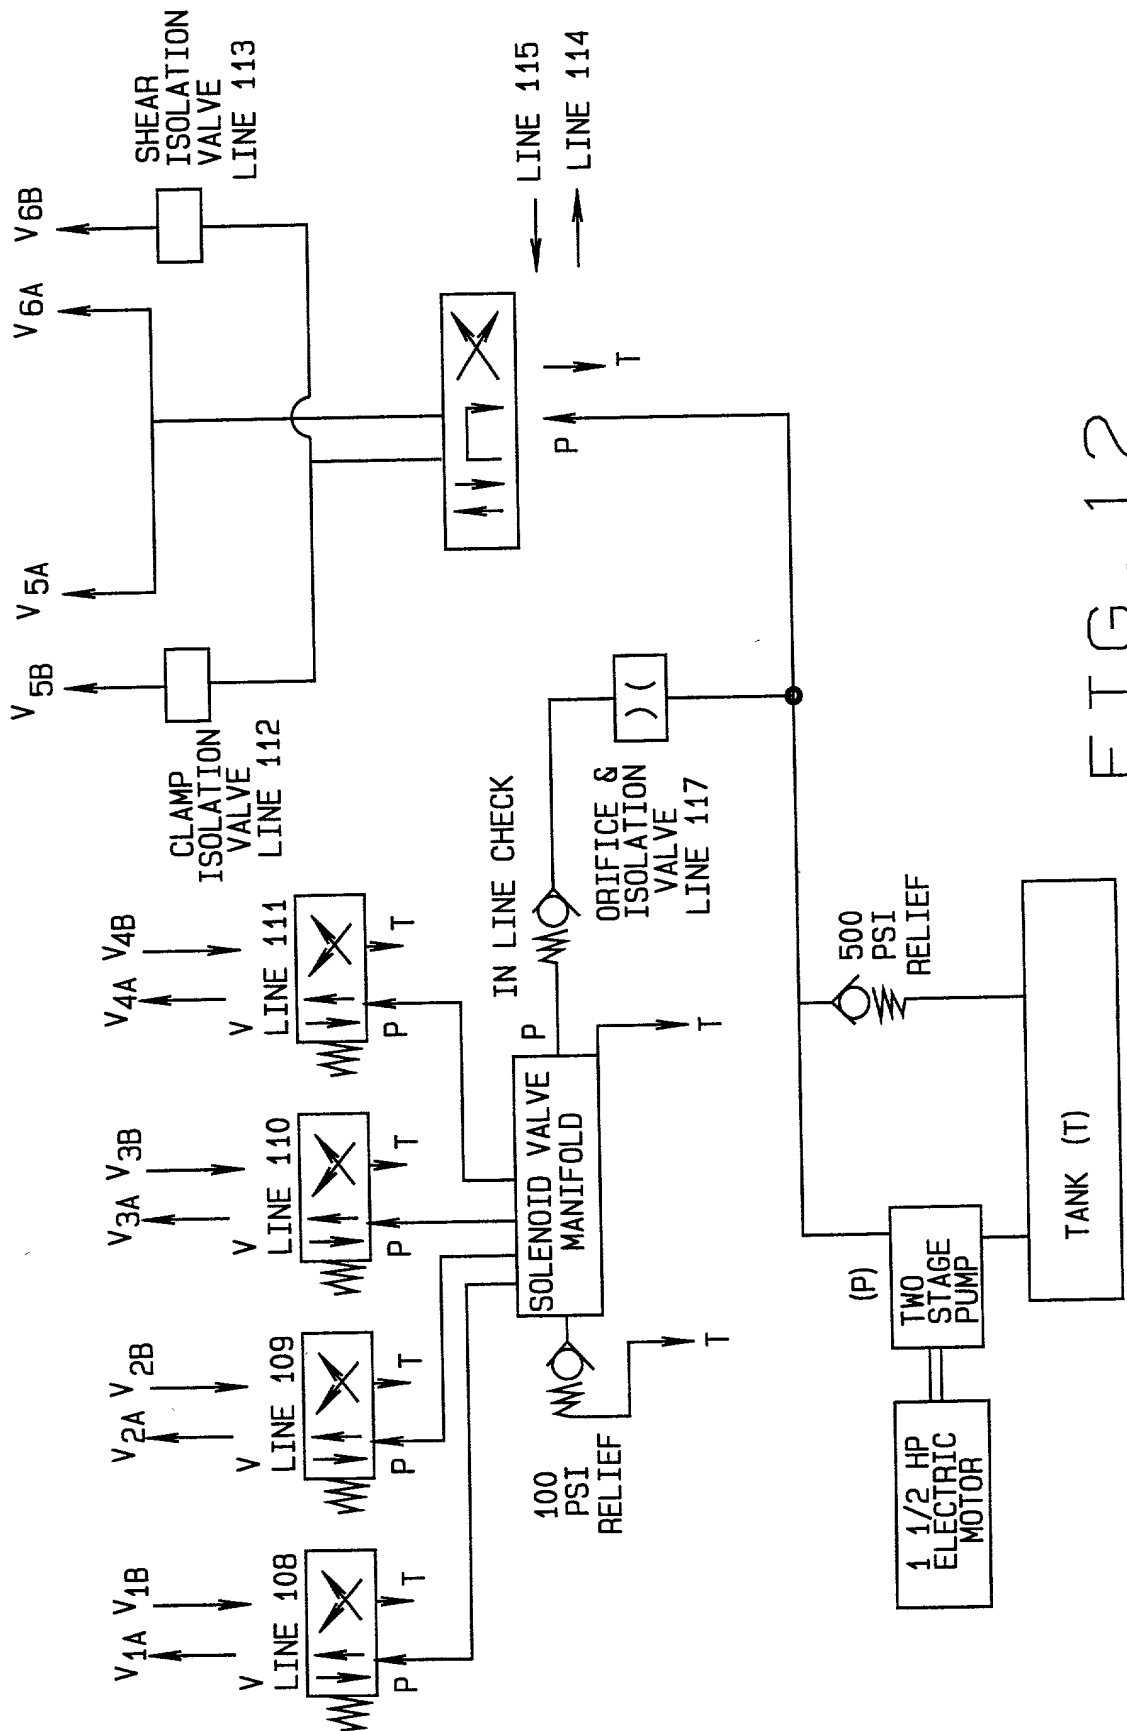 V1A V1B
V2A V2B
V3A V3B
V4A V4B
V5B V5A
V6A V6B
V
LINE 108
V
LINE 109
V
LINE 110
V
LINE 111
P T
P T
P T
P T
CLAMP
ISOLATION
VALVE
LINE 112
SHEAR
ISOLATION
VALVE
LINE 113
LINE 115
LINE 114
P T
100
PSI
RELIEF
T
SOLENOID VALVE
MANIFOLD
P
T
IN LINE CHECK
ORIFICE &
ISOLATION
VALVE
LINE 117
) (
1 1/2 HP
ELECTRIC
MOTOR
(P)
TWO
STAGE
PUMP
500
PSI
RELIEF
TANK (T)
FIG. 12